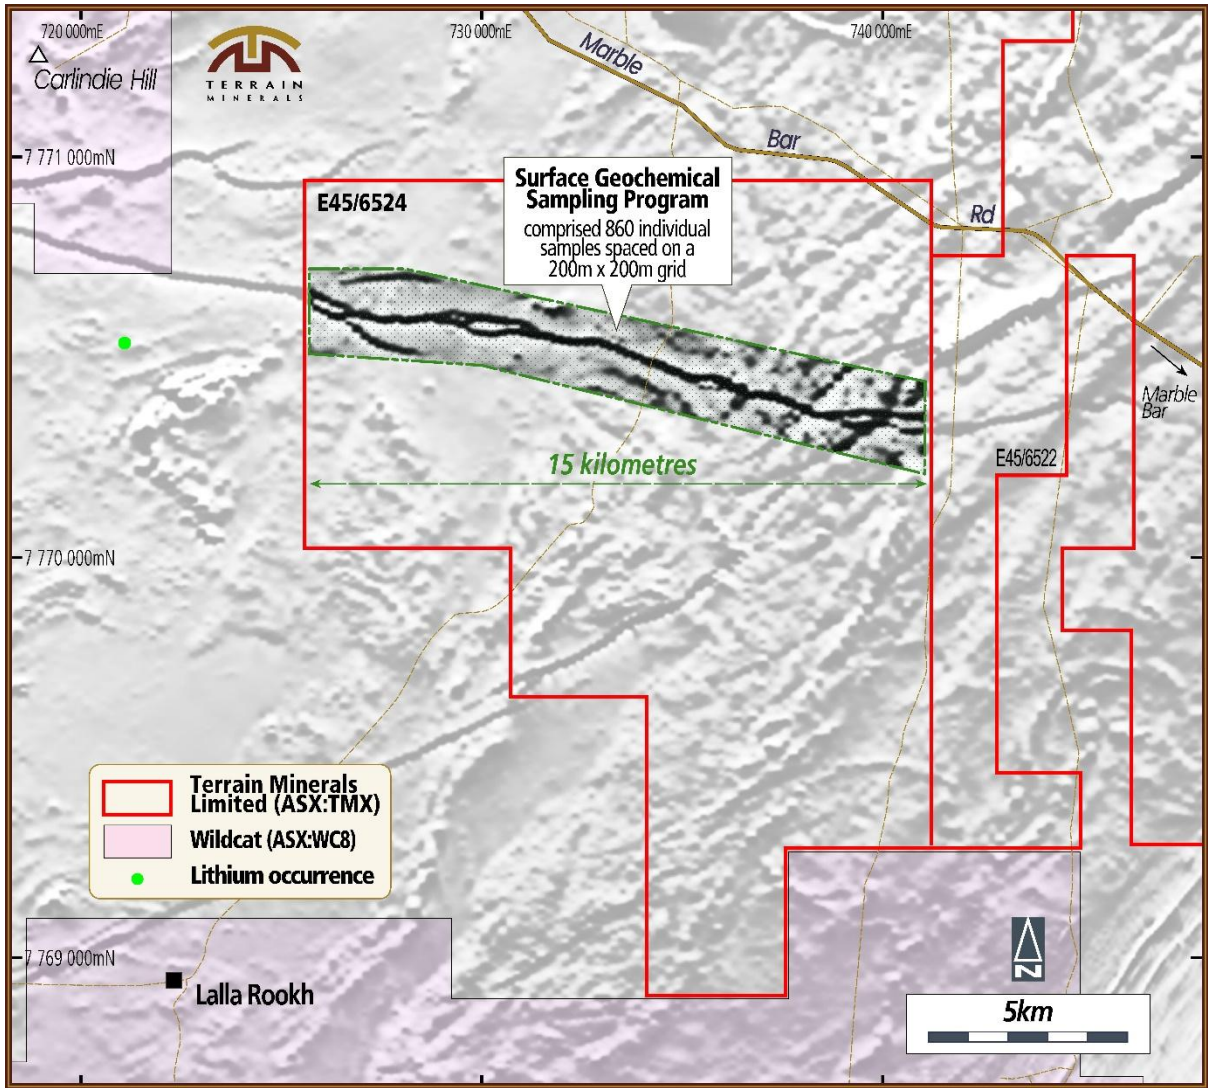 720 000mE
730 000mE
740 000mE
Carlindie Hill
TERRAIN
MINERALS
Marble
Bar
Rd
7 771 000mN
E45/6524
Surface Geochemical
Sampling Program
comprised 860 individual
samples spaced on a
200m x 200m grid
Marble
Bar
15 kilometres
E45/6522
7 770 000mN
Terrain Minerals
Limited (ASX:TMX)
Wildcat (ASX:WC8)
Lithium occurrence
7 769 000mN
Lalla Rookh
N
5km